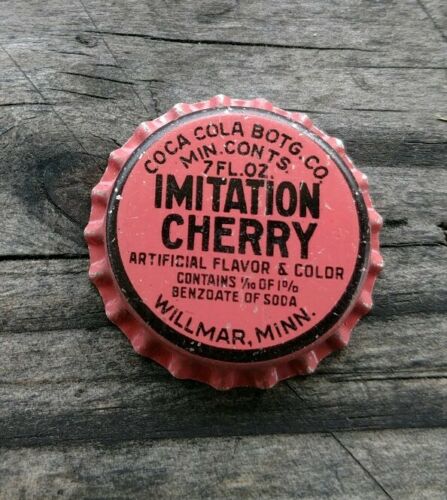 COCA COLA BOTG. CO.
MIN. CONTS.
7 FL. OZ.
IMITATION
CHERRY
ARTIFICIAL FLAVOR & COLOR
CONTAINS 1/10 OF 1%
BENZOATE OF SODA
WILLMAR, MINN.